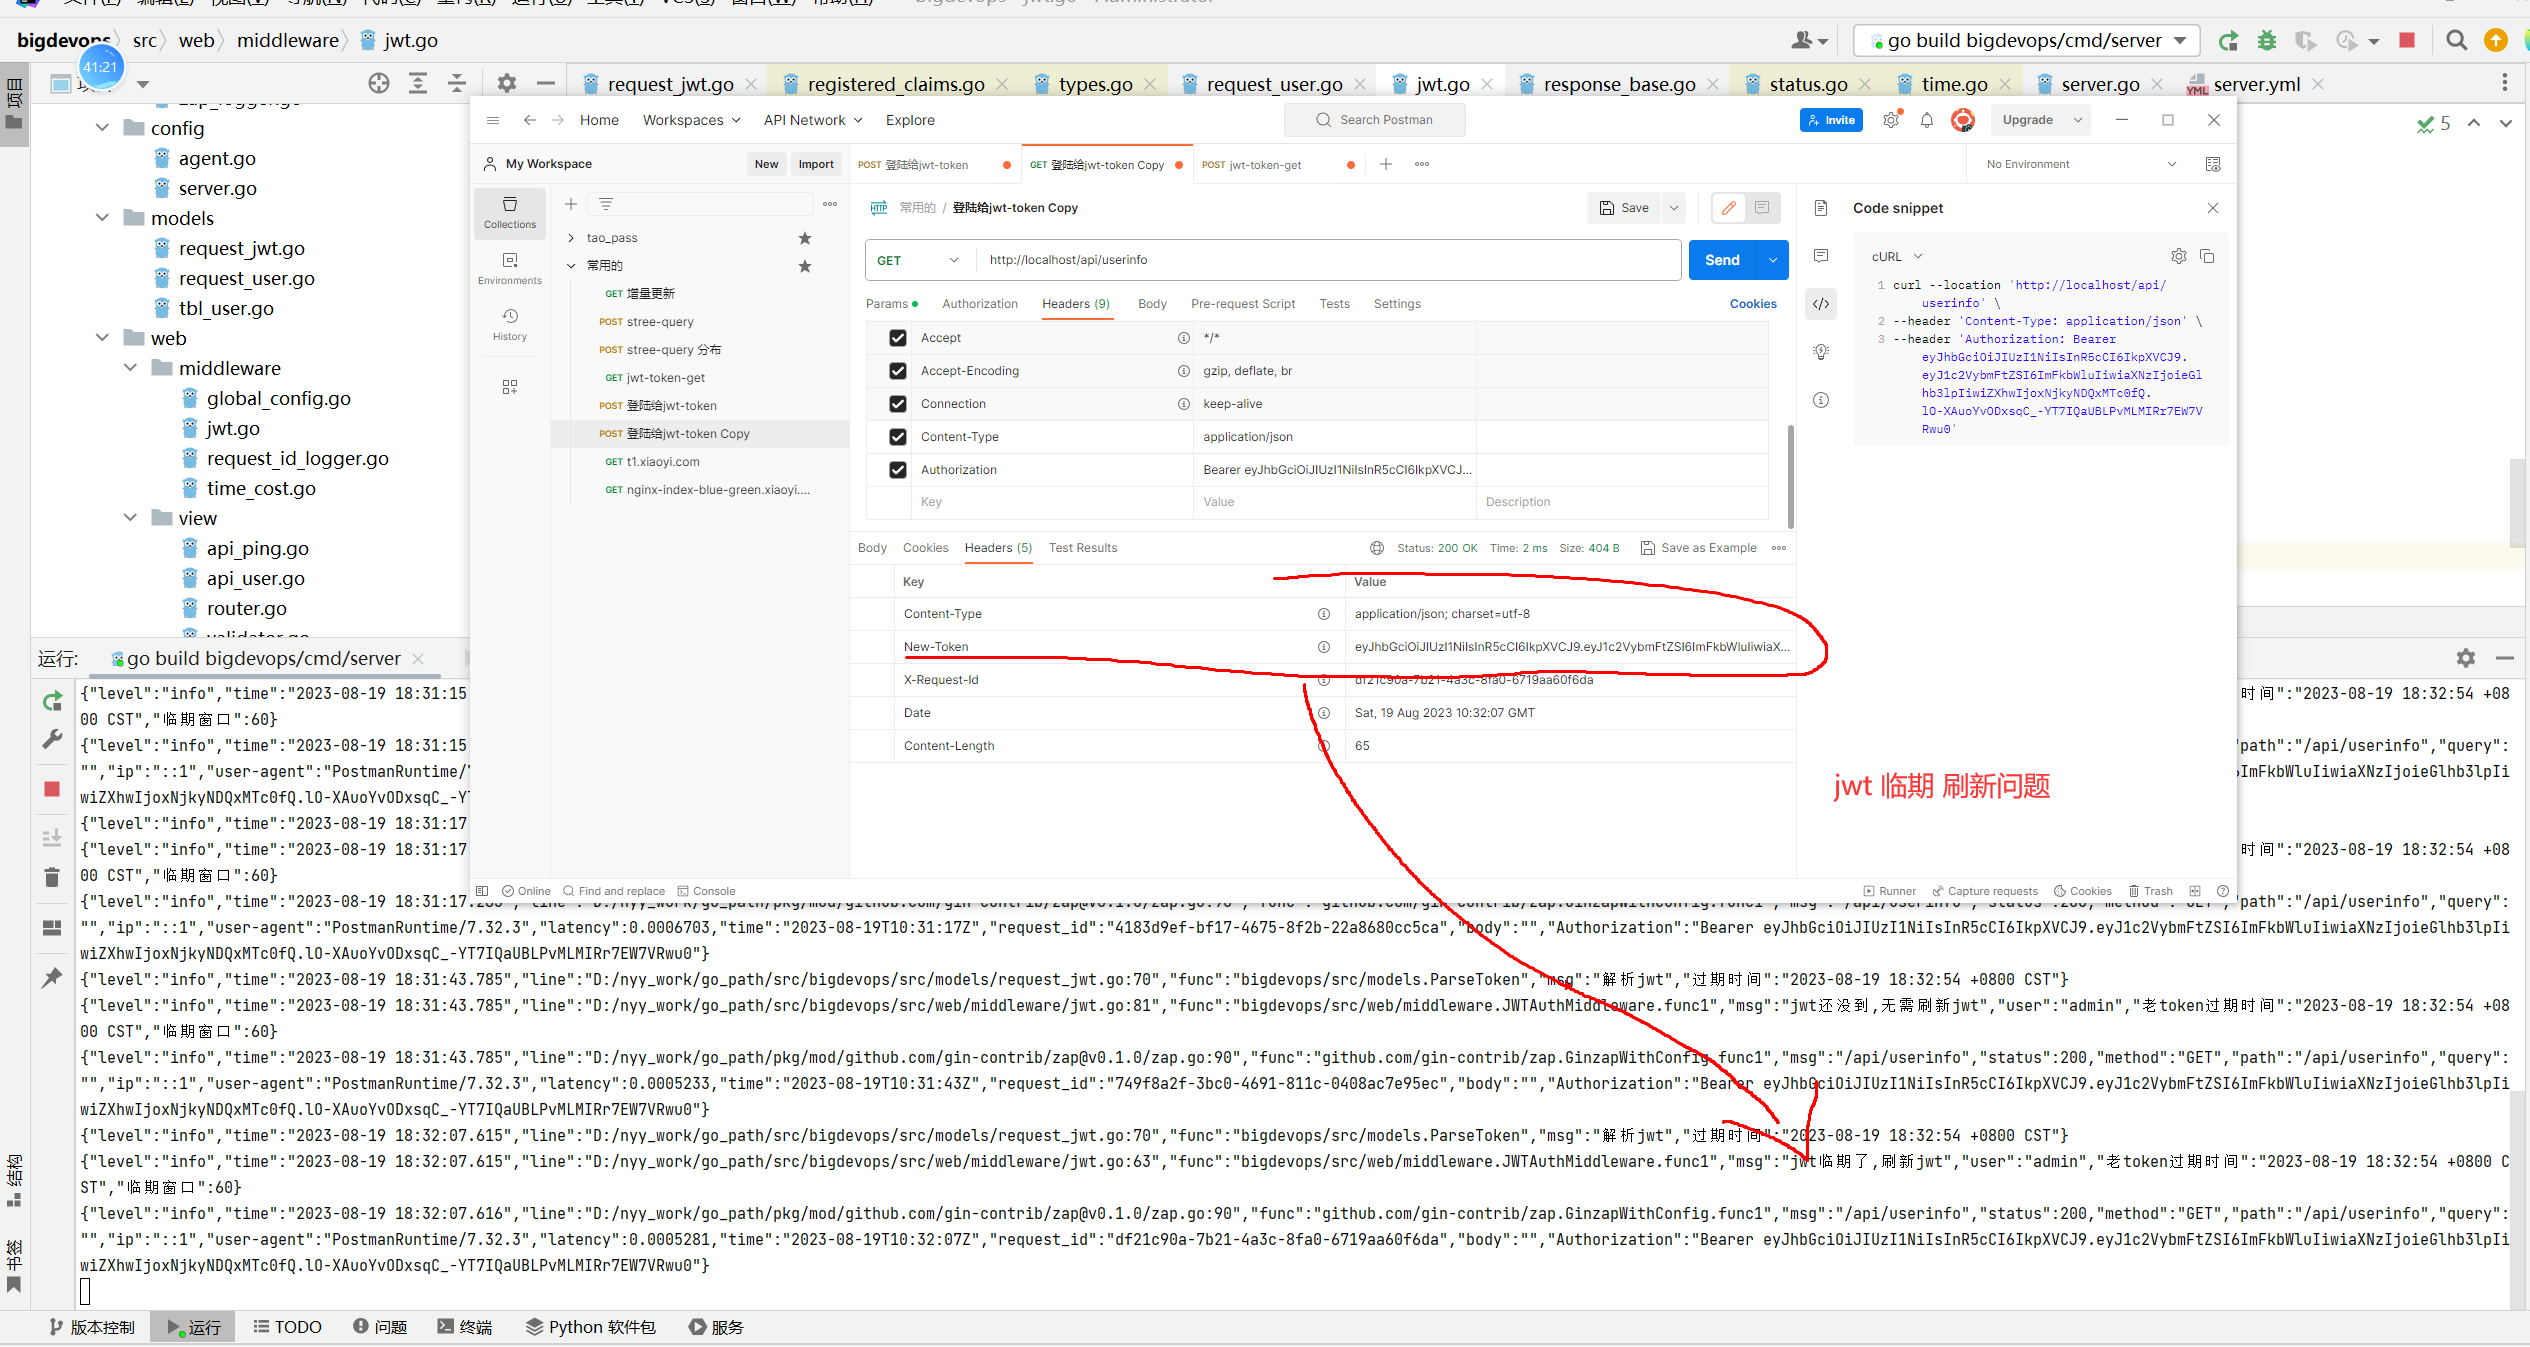 bigdevops
src
web
middleware
jwt.go
go build bigdevops/cmd/server
41:21
request_jwt.go
registered_claims.go
types.go
request_user.go
jwt.go
response_base.go
status.go
time.go
server.go
server.yml
项目
config
agent.go
server.go
models
request_jwt.go
request_user.go
tbl_user.go
web
middleware
global_config.go
jwt.go
request_id_logger.go
time_cost.go
view
api_ping.go
api_user.go
router.go
5
Home
Workspaces
API Network
Explore
Search Postman
Invite
Upgrade
My Workspace
New
Import
POST 登陆给jwt-token
GET 登陆给jwt-token Copy
POST jwt-token-get
No Environment
Collections
Environments
History
tao_pass
常用的
GET 增量更新
POST stree-query
POST stree-query 分布
GET jwt-token-get
POST 登陆给jwt-token
POST 登陆给jwt-token Copy
GET t1.xiaoyi.com
GET nginx-index-blue-green.xiaoyi....
HTTP 常用的 / 登陆给jwt-token Copy
Save
GET
http://localhost/api/userinfo
Send
Params
Authorization
Headers (9)
Body
Pre-request Script
Tests
Settings
Cookies
Accept */*
Accept-Encoding gzip, deflate, br
Connection keep-alive
Content-Type application/json
Authorization Bearer eyJhbGciOiJIUzI1NiIsInR5cCI6IkpXVCJ...
Key Value Description
Body
Cookies
Headers (5)
Test Results
Status: 200 OK Time: 2 ms Size: 404 B
Save as Example
Key Value
Content-Type application/json; charset=utf-8
New-Token eyJhbGciOiJIUzI1NiIsInR5cCI6IkpXVCJ9.eyJ1c2VybmFtZSI6ImFkbWluIiwiaX...
X-Request-Id df21c90a-7b21-4a3c-8fa0-6719aa60f6da
Date Sat, 19 Aug 2023 10:32:07 GMT
Content-Length 65
Code snippet
cURL
1 curl --location 'http://localhost/api/
userinfo' \
2 --header 'Content-Type: application/json' \
3 --header 'Authorization: Bearer
eyJhbGciOiJIUzI1NiIsInR5cCI6IkpXVCJ9.
eyJ1c2VybmFtZSI6ImFkbWluIiwiaXNzIjoieGl
hb3lpIiwiZXhwIjoxNjkyNDQxMTc0fQ.
lO-XAuoYvODxsqC_-YT7IQaUBLPvMLMIRr7EW7V
Rwu0'
jwt 临期 刷新问题
Online
Find and replace
Console
Runner
Capture requests
Cookies
Trash
运行:
go build bigdevops/cmd/server
{"level":"info","time":"2023-08-19 18:31:15
时间":"2023-08-19 18:32:54 +08
00 CST","临期窗口":60}
{"level":"info","time":"2023-08-19 18:31:15
"path":"/api/userinfo","query":
"","ip":"::1","user-agent":"PostmanRuntime/
ImFkbWluIiwiaXNzIjoieGlhb3lpIi
wiZXhwIjoxNjkyNDQxMTc0fQ.lO-XAuoYvODxsqC_-Y
{"level":"info","time":"2023-08-19 18:31:17
{"level":"info","time":"2023-08-19 18:31:17
时间":"2023-08-19 18:32:54 +08
00 CST","临期窗口":60}
"path":"/api/userinfo","query":
"","ip":"::1","user-agent":"PostmanRuntime/7.32.3","latency":0.0006703,"time":"2023-08-19T10:31:17Z","request_id":"4183d9ef-bf17-4675-8f2b-22a8680cc5ca","body":"","Authorization":"Bearer eyJhbGciOiJIUzI1NiIsInR5cCI6IkpXVCJ9.eyJ1c2VybmFtZSI6ImFkbWluIiwiaXNzIjoieGlhb3lpIi
wiZXhwIjoxNjkyNDQxMTc0fQ.lO-XAuoYvODxsqC_-YT7IQaUBLPvMLMIRr7EW7VRwu0"}
{"level":"info","time":"2023-08-19 18:31:43.785","line":"D:/nyy_work/go_path/src/bigdevops/src/models/request_jwt.go:70","func":"bigdevops/src/models.ParseToken","msg":"解析jwt","过期时间":"2023-08-19 18:32:54 +0800 CST"}
{"level":"info","time":"2023-08-19 18:31:43.785","line":"D:/nyy_work/go_path/src/bigdevops/src/web/middleware/jwt.go:81","func":"bigdevops/src/web/middleware.JWTAuthMiddleware.func1","msg":"jwt还没到,无需刷新jwt","user":"admin","老token过期时间":"2023-08-19 18:32:54 +08
00 CST","临期窗口":60}
{"level":"info","time":"2023-08-19 18:31:43.785","line":"D:/nyy_work/go_path/pkg/mod/github.com/gin-contrib/zap@v0.1.0/zap.go:90","func":"github.com/gin-contrib/zap.GinzapWithConfig.func1","msg":"/api/userinfo","status":200,"method":"GET","path":"/api/userinfo","query":
"","ip":"::1","user-agent":"PostmanRuntime/7.32.3","latency":0.0005233,"time":"2023-08-19T10:31:43Z","request_id":"749f8a2f-3bc0-4691-811c-0408ac7e95ec","body":"","Authorization":"Bearer eyJhbGciOiJIUzI1NiIsInR5cCI6IkpXVCJ9.eyJ1c2VybmFtZSI6ImFkbWluIiwiaXNzIjoieGlhb3lpIi
wiZXhwIjoxNjkyNDQxMTc0fQ.lO-XAuoYvODxsqC_-YT7IQaUBLPvMLMIRr7EW7VRwu0"}
{"level":"info","time":"2023-08-19 18:32:07.615","line":"D:/nyy_work/go_path/src/bigdevops/src/models/request_jwt.go:70","func":"bigdevops/src/models.ParseToken","msg":"解析jwt","过期时间":"2023-08-19 18:32:54 +0800 CST"}
{"level":"info","time":"2023-08-19 18:32:07.615","line":"D:/nyy_work/go_path/src/bigdevops/src/web/middleware/jwt.go:63","func":"bigdevops/src/web/middleware.JWTAuthMiddleware.func1","msg":"jwt临期了,刷新jwt","user":"admin","老token过期时间":"2023-08-19 18:32:54 +0800 C
ST","临期窗口":60}
{"level":"info","time":"2023-08-19 18:32:07.616","line":"D:/nyy_work/go_path/pkg/mod/github.com/gin-contrib/zap@v0.1.0/zap.go:90","func":"github.com/gin-contrib/zap.GinzapWithConfig.func1","msg":"/api/userinfo","status":200,"method":"GET","path":"/api/userinfo","query":
"","ip":"::1","user-agent":"PostmanRuntime/7.32.3","latency":0.0005281,"time":"2023-08-19T10:32:07Z","request_id":"df21c90a-7b21-4a3c-8fa0-6719aa60f6da","body":"","Authorization":"Bearer eyJhbGciOiJIUzI1NiIsInR5cCI6IkpXVCJ9.eyJ1c2VybmFtZSI6ImFkbWluIiwiaXNzIjoieGlhb3lpIi
wiZXhwIjoxNjkyNDQxMTc0fQ.lO-XAuoYvODxsqC_-YT7IQaUBLPvMLMIRr7EW7VRwu0"}
结构
书签
版本控制
运行
TODO
问题
终端
Python 软件包
服务